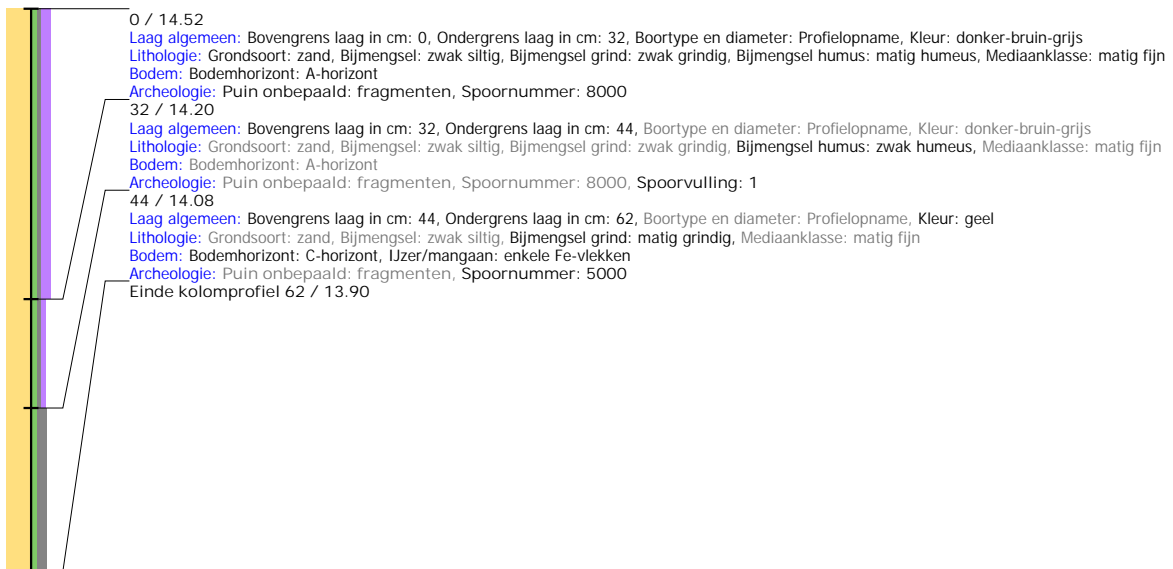 0 / 14.52
Laag algemeen: Bovengrens laag in cm: 0, Ondergrens laag in cm: 32, Boortype en diameter: Profielopname, Kleur: donker-bruin-grijs
Lithologie: Grondsoort: zand, Bijmengsel: zwak siltig, Bijmengsel grind: zwak grindig, Bijmengsel humus: matig humeus, Mediaanklasse: matig fijn
Bodem: Bodemhorizont: A-horizont
Archeologie: Puin onbepaald: fragmenten, Spoornummer: 8000
32 / 14.20
Laag algemeen: Bovengrens laag in cm: 32, Ondergrens laag in cm: 44, Boortype en diameter: Profielopname, Kleur: donker-bruin-grijs
Lithologie: Grondsoort: zand, Bijmengsel: zwak siltig, Bijmengsel grind: zwak grindig, Bijmengsel humus: zwak humeus, Mediaanklasse: matig fijn
Bodem: Bodemhorizont: A-horizont
Archeologie: Puin onbepaald: fragmenten, Spoornummer: 8000, Spoorvulling: 1
44 / 14.08
Laag algemeen: Bovengrens laag in cm: 44, Ondergrens laag in cm: 62, Boortype en diameter: Profielopname, Kleur: geel
Lithologie: Grondsoort: zand, Bijmengsel: zwak siltig, Bijmengsel grind: matig grindig, Mediaanklasse: matig fijn
Bodem: Bodemhorizont: C-horizont, IJzer/mangaan: enkele Fe-vlekken
Archeologie: Puin onbepaald: fragmenten, Spoornummer: 5000
Einde kolomprofiel 62 / 13.90